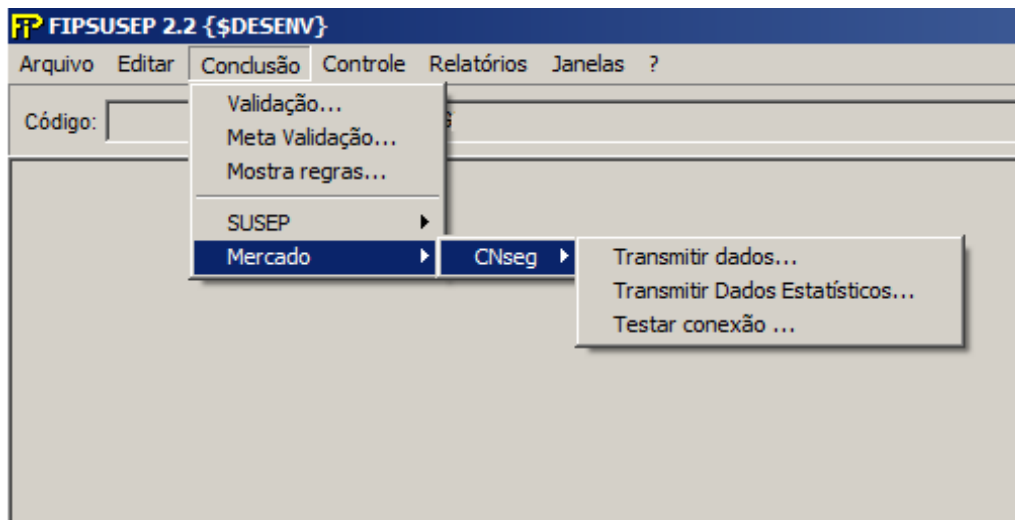 FIP FIPSUSEP 2.2 {$DESENV}
Arquivo Editar Conclusão Controle Relatórios Janelas ?
Código:
Validação...
Meta Validação...
Mostra regras...
SUSEP
Mercado
CNseg
Transmitir dados...
Transmitir Dados Estatísticos...
Testar conexão ...